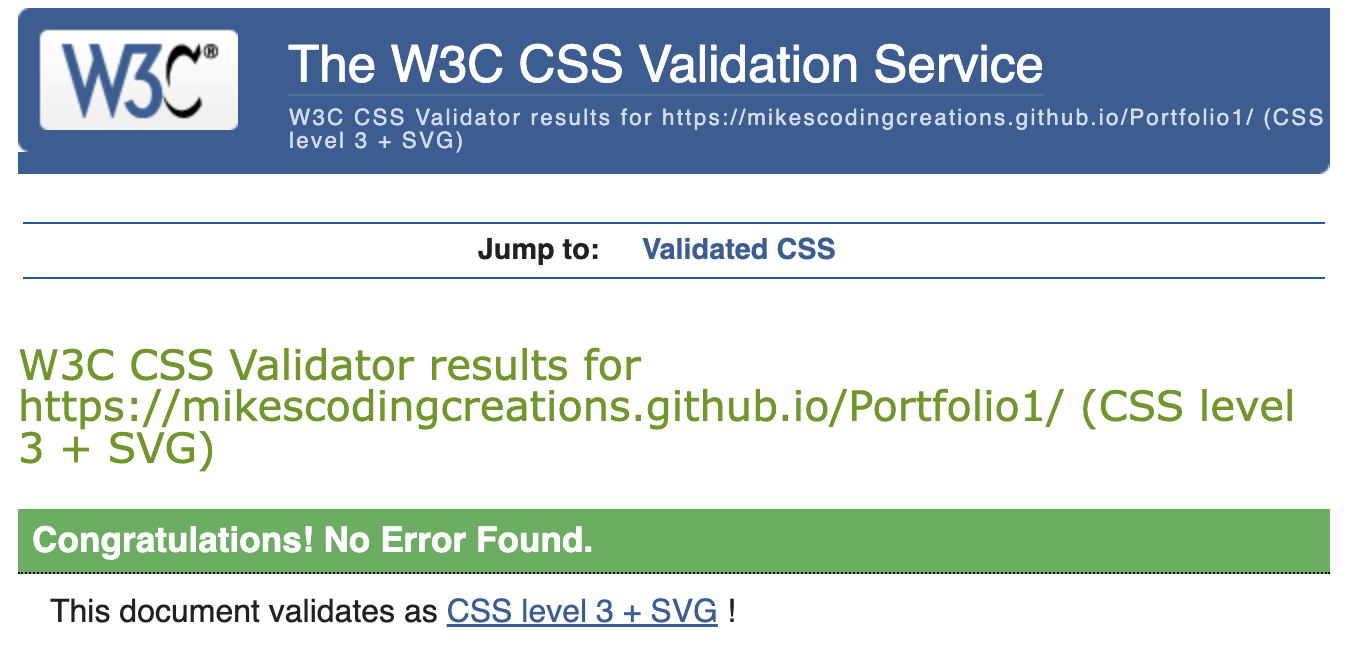 W3C®
The W3C CSS Validation Service
W3C CSS Validator results for https://mikescodingcreations.github.io/Portfolio1/ (CSS
level 3 + SVG)
Jump to: Validated CSS
W3C CSS Validator results for
https://mikescodingcreations.github.io/Portfolio1/ (CSS level
3 + SVG)
Congratulations! No Error Found.
This document validates as CSS level 3 + SVG !